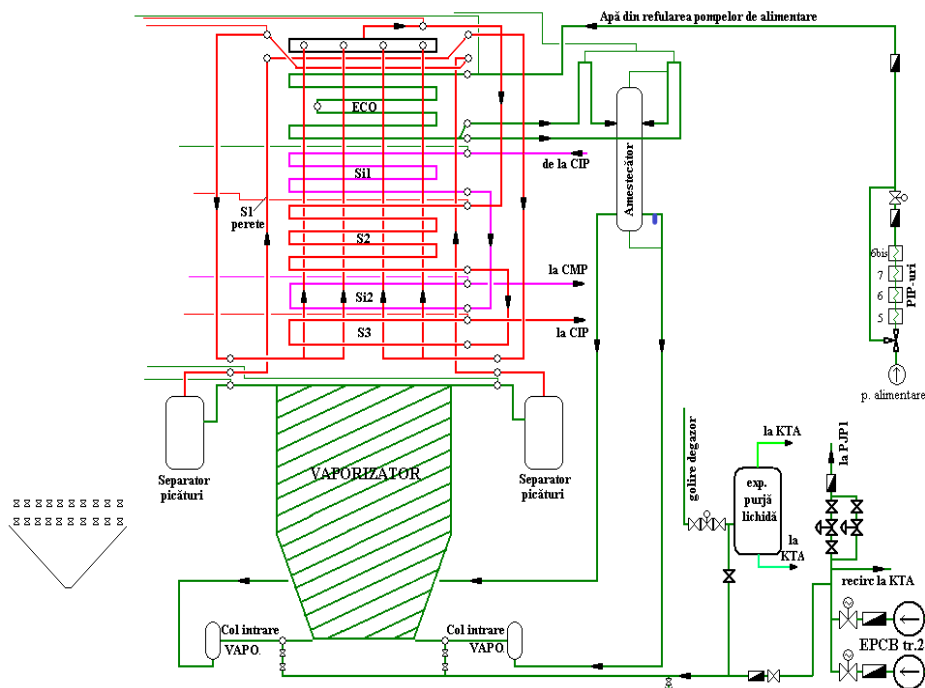 Apă din refularea pompelor de alimentare
ECO
de la CIP
Si1
S1
perete
S2
la CMP
Si2
S3
la CIP
Amestecător
6bis
7
6
5
PIP-uri
p. alimentare
Separator
picături
VAPORIZATOR
Separator
picături
golire degazor
la KTA
exp.
purjă
lichidă
la
KTA
la PJP1
recirc la KTA
Col intrare
VAPO.
Col intrare
VAPO.
EPCB tr.2